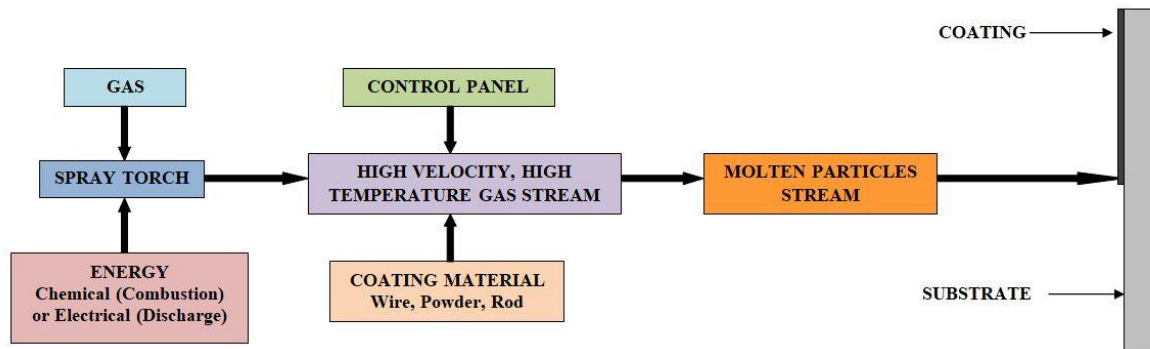 COATING
GAS
CONTROL PANEL
SPRAY TORCH
HIGH VELOCITY, HIGH
TEMPERATURE GAS STREAM
MOLTEN PARTICLES
STREAM
ENERGY
Chemical (Combustion)
or Electrical (Discharge)
COATING MATERIAL
Wire, Powder, Rod
SUBSTRATE